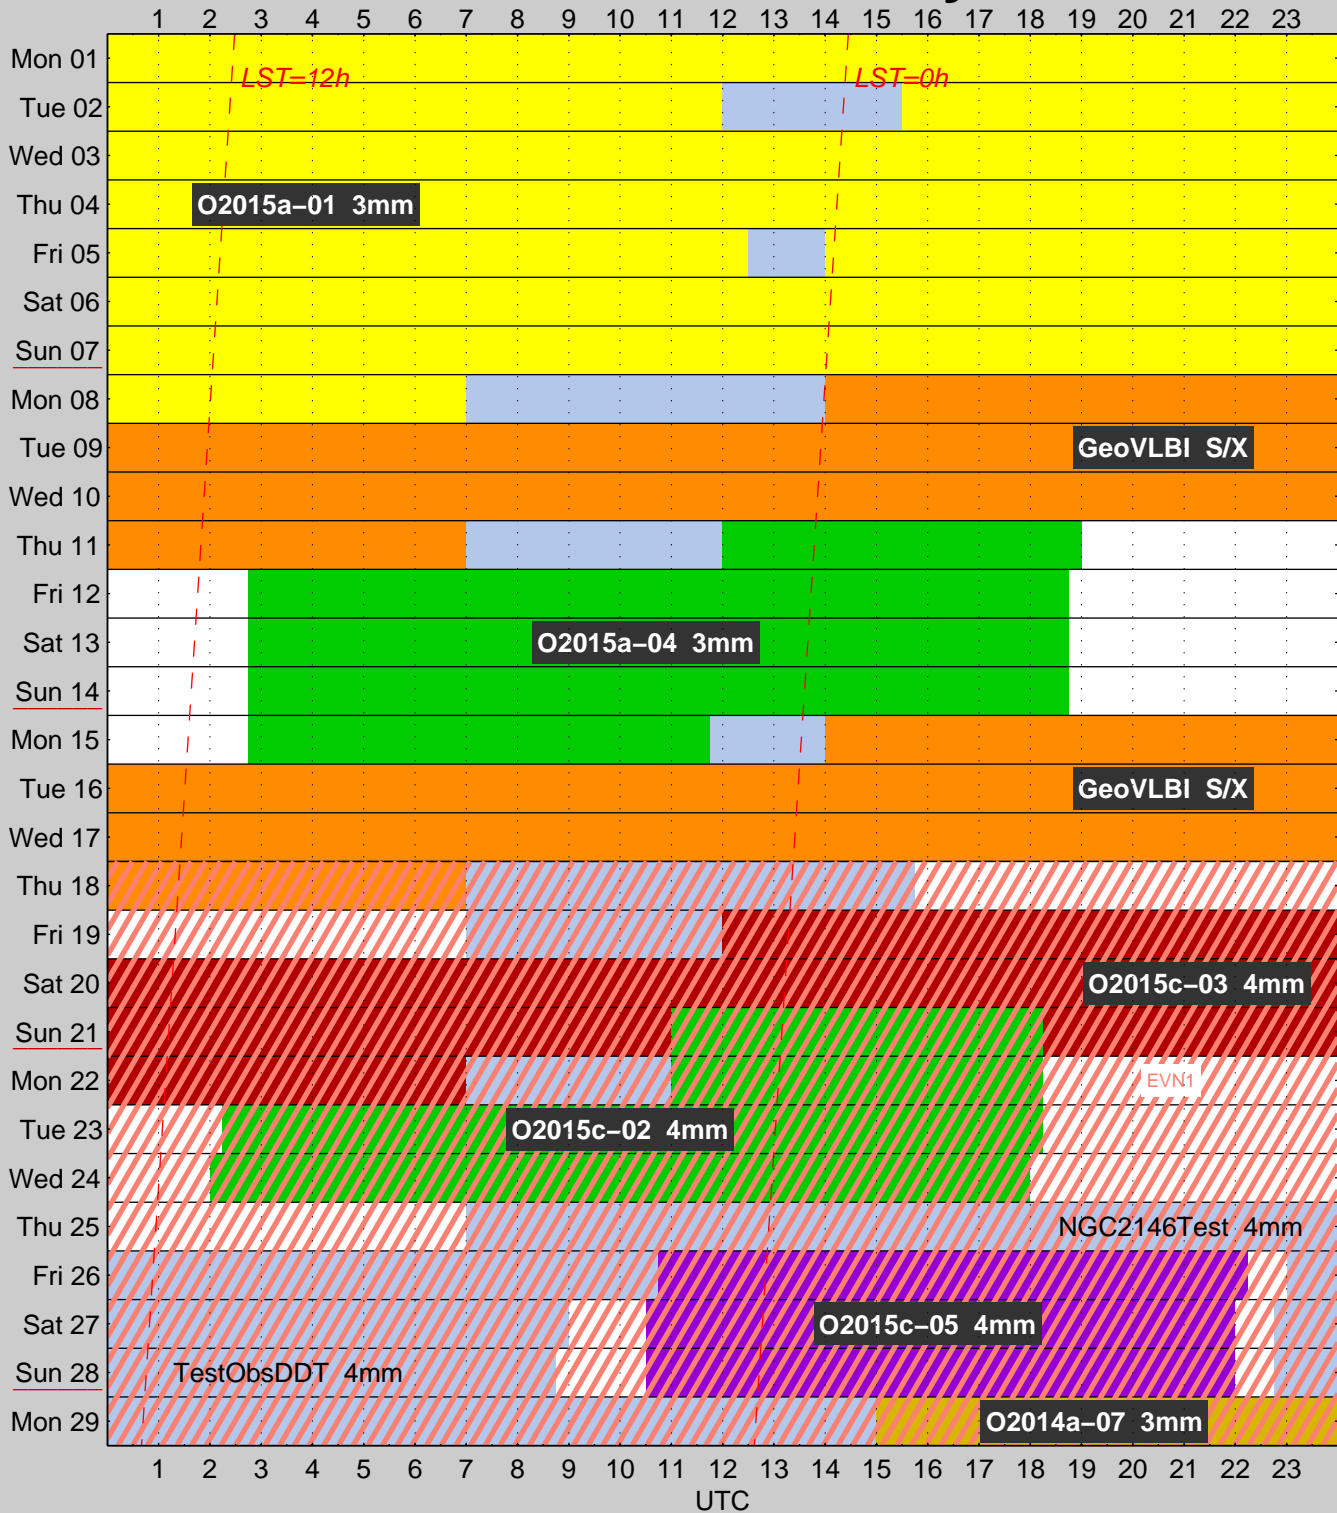 1 2 3 4 5 6 7 8 9 10 11 12 13 14 15 16 17 18 19 20 21 22 23
Mon 01
LST=12h LST=0h
Tue 02
Wed 03
Thu 04 O2015a-01 3mm
Fri 05
Sat 06
Sun 07
Mon 08
Tue 09 GeoVLBI S/X
Wed 10
Thu 11
Fri 12
Sat 13 O2015a-04 3mm
Sun 14
Mon 15
Tue 16 GeoVLBI S/X
Wed 17
Thu 18
Fri 19
Sat 20 O2015c-03 4mm
Sun 21
Mon 22 EVN1
Tue 23 O2015c-02 4mm
Wed 24
Thu 25 NGC2146Test 4mm
Fri 26
Sat 27 O2015c-05 4mm
Sun 28 TestObsDDT 4mm
Mon 29 O2014a-07 3mm
1 2 3 4 5 6 7 8 9 10 11 12 13 14 15 16 17 18 19 20 21 22 23
UTC